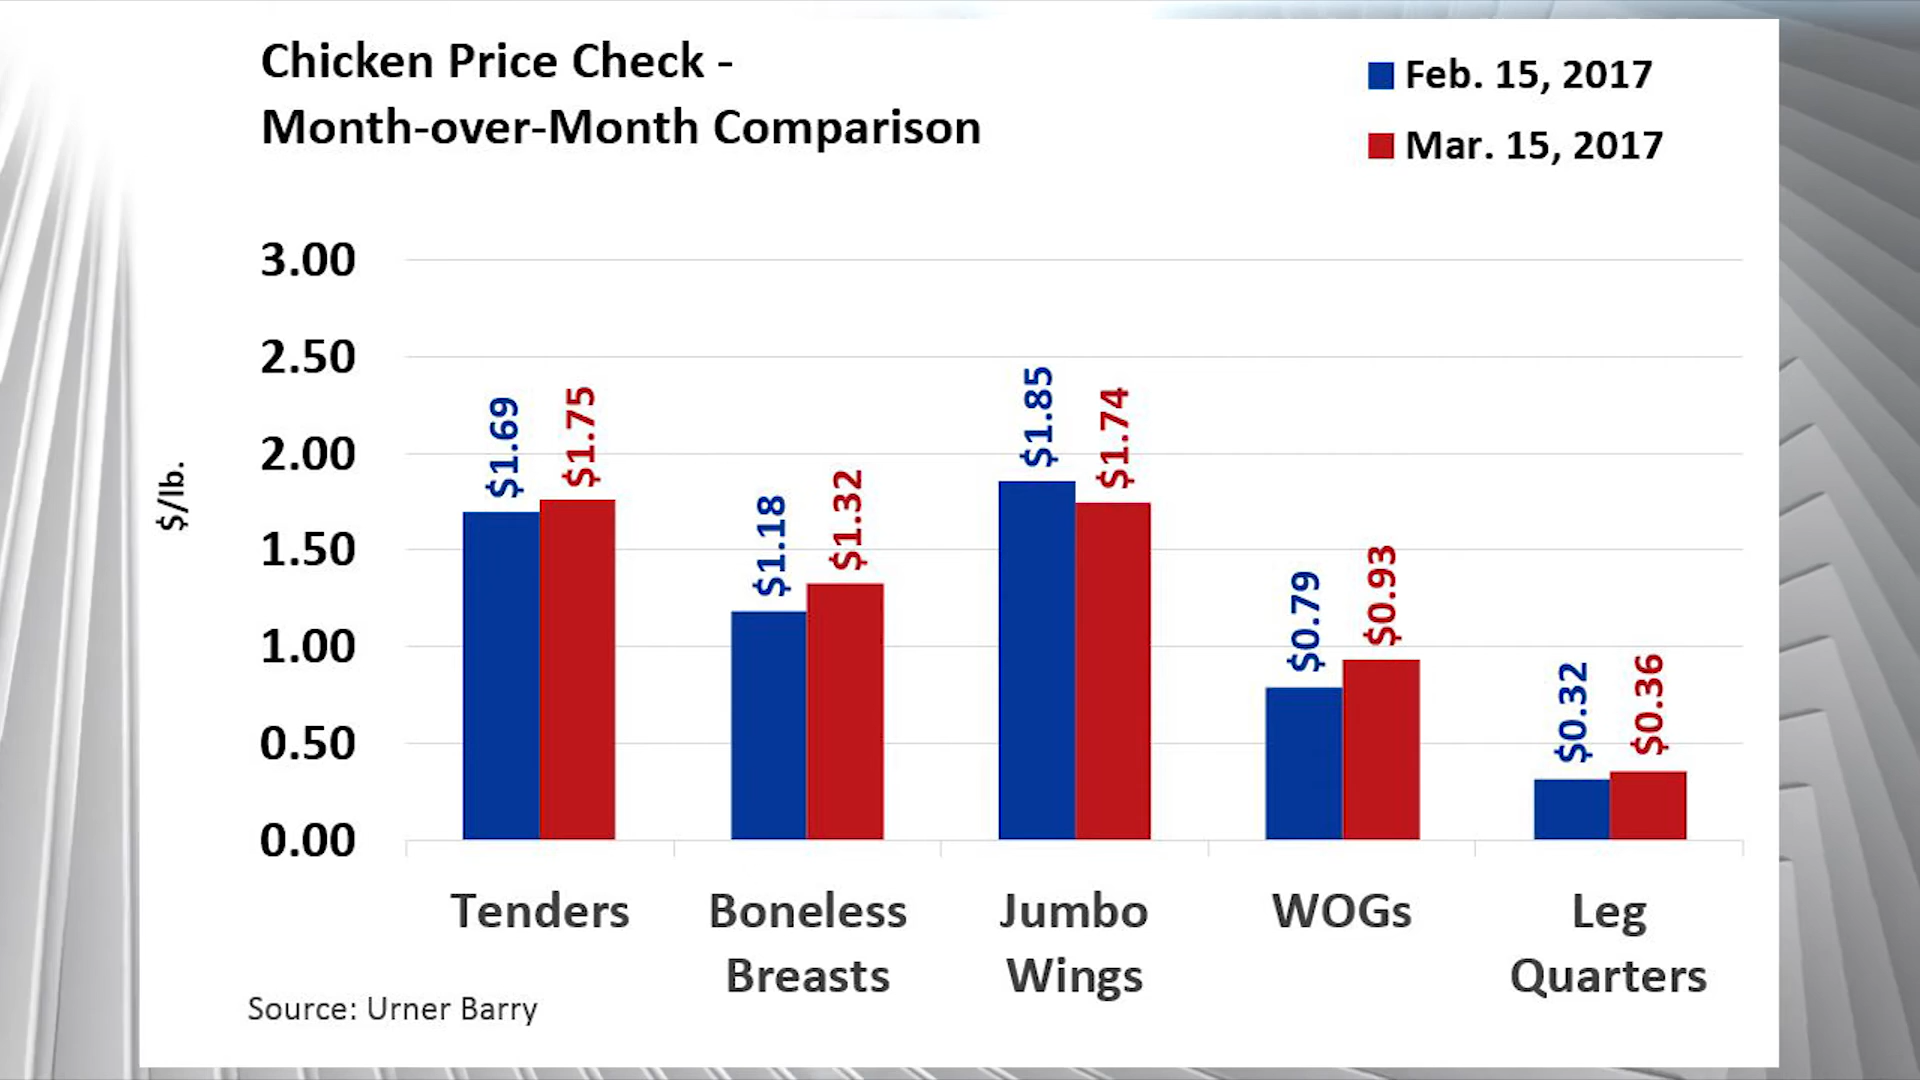 Chicken Price Check -
Month-over-Month Comparison
Feb. 15, 2017
Mar. 15, 2017
3.00
2.50
2.00
1.50
1.00
0.50
0.00
$/lb.
$1.69
$1.75
$1.18
$1.32
$1.85
$1.74
$0.79
$0.93
$0.32
$0.36
Tenders
Boneless
Breasts
Jumbo
Wings
WOGs
Leg
Quarters
Source: Urner Barry